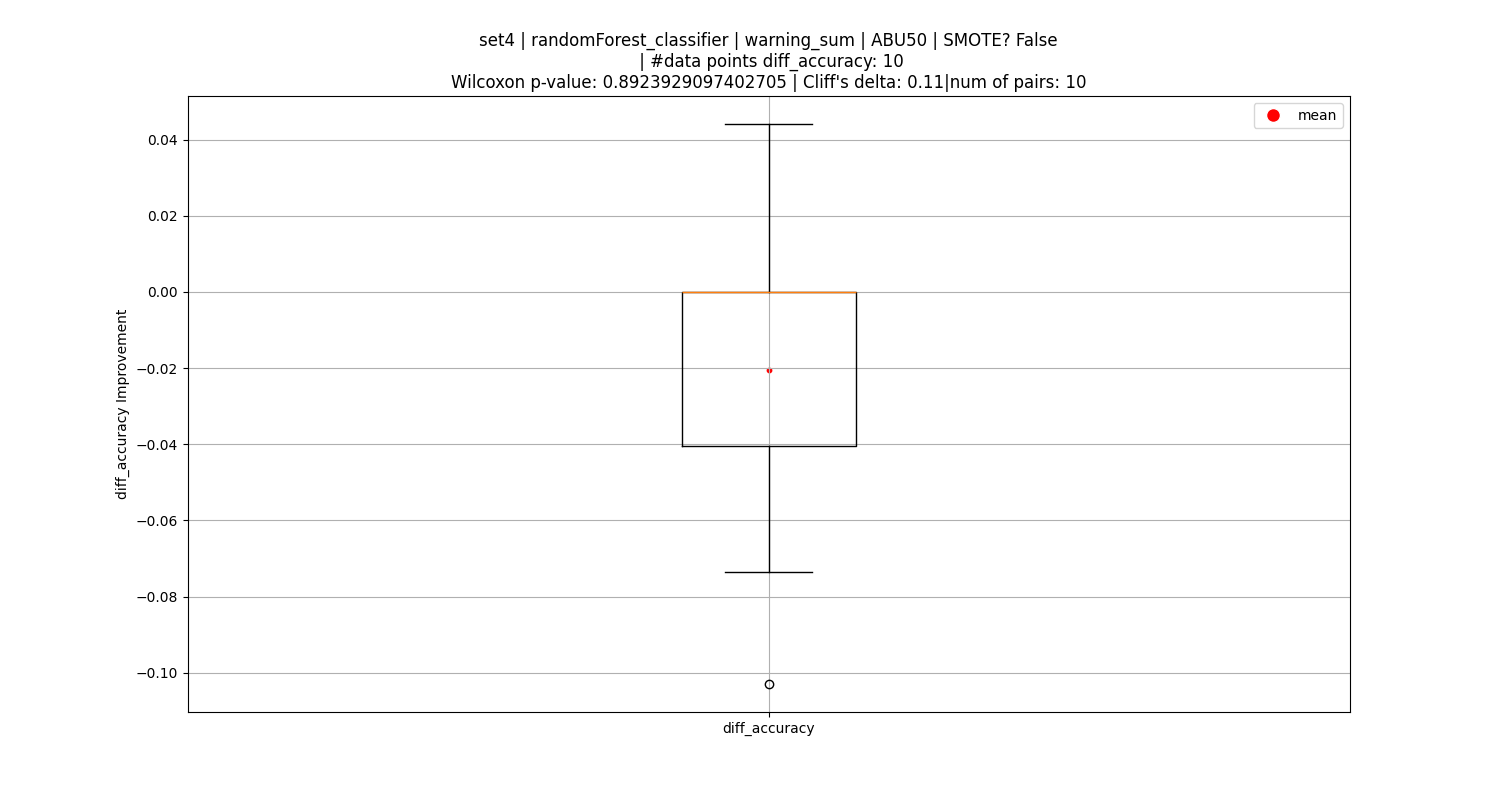 set4 | randomForest_classifier | warning_sum | ABU50 | SMOTE? False
| #data points diff_accuracy: 10
Wilcoxon p-value: 0.8923929097402705 | Cliff's delta: 0.11|num of pairs: 10
mean
0.04
0.02
0.00
−0.02
−0.04
−0.06
−0.08
−0.10
diff_accuracy Improvement
diff_accuracy